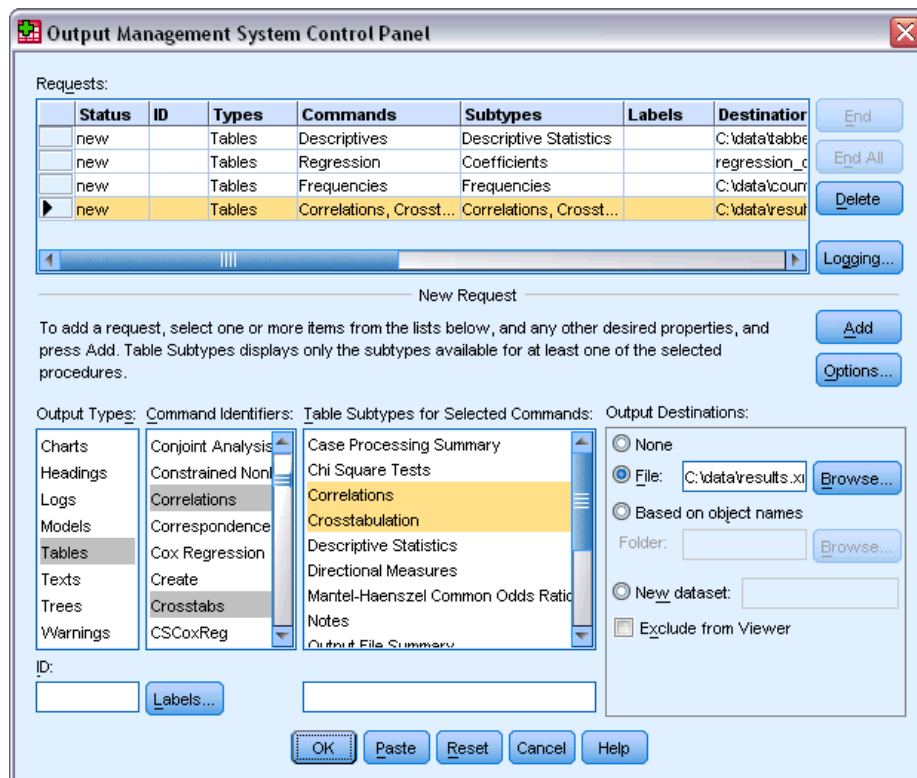 Output Management System Control Panel
Requests:
Status ID Types Commands Subtypes Labels Destination
new Tables Descriptives Descriptive Statistics C:\data\tabbe
new Tables Regression Coefficients regression_c
new Tables Frequencies Frequencies C:\data\coun
new Tables Correlations, Crosst... Correlations, Crosst... C:\data\result
End
End All
Delete
Logging...
New Request
To add a request, select one or more items from the lists below, and any other desired properties, and
press Add. Table Subtypes displays only the subtypes available for at least one of the selected
procedures.
Add
Options...
Output Types:
Charts
Headings
Logs
Models
Tables
Texts
Trees
Warnings
Command Identifiers:
Conjoint Analysis
Constrained Nonl
Correlations
Correspondence
Cox Regression
Create
Crosstabs
CSCoxReg
Table Subtypes for Selected Commands:
Case Processing Summary
Chi Square Tests
Correlations
Crosstabulation
Descriptive Statistics
Directional Measures
Mantel-Haenszel Common Odds Ratio
Notes
Output File Summary
Output Destinations:
None
File: C:\data\results.xm Browse...
Based on object names
Folder: Browse...
New dataset:
Exclude from Viewer
ID:
Labels...
OK Paste Reset Cancel Help